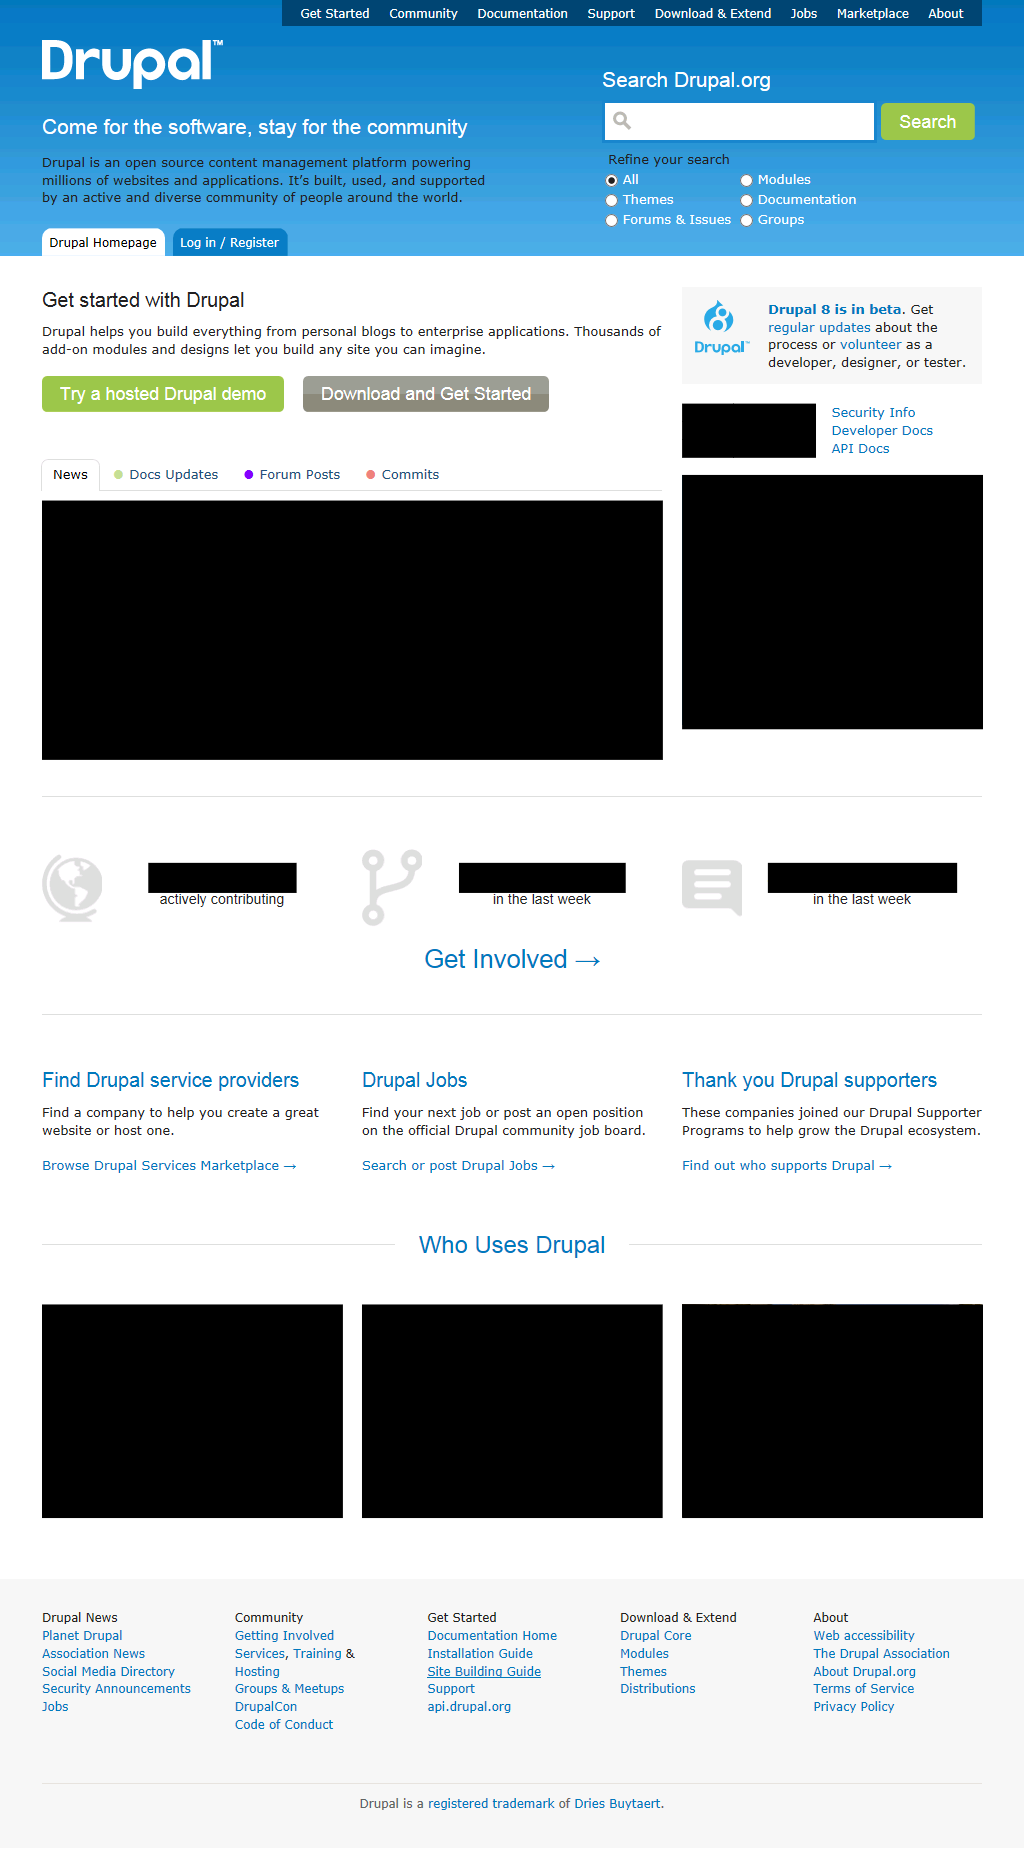 Get Started Community Documentation Support Download & Extend Jobs Marketplace About
Drupal™
Come for the software, stay for the community
Drupal is an open source content management platform powering
millions of websites and applications. It’s built, used, and supported
by an active and diverse community of people around the world.
Search Drupal.org
Search
Refine your search
All Modules
Themes Documentation
Forums & Issues Groups
Drupal Homepage Log in / Register
Get started with Drupal
Drupal helps you build everything from personal blogs to enterprise applications. Thousands of
add-on modules and designs let you build any site you can imagine.
Try a hosted Drupal demo Download and Get Started
Drupal™
Drupal 8 is in beta. Get
regular updates about the
process or volunteer as a
developer, designer, or tester.
Security Info
Developer Docs
API Docs
News Docs Updates Forum Posts Commits
actively contributing in the last week in the last week
Get Involved →
Find Drupal service providers
Find a company to help you create a great
website or host one.
Browse Drupal Services Marketplace →
Drupal Jobs
Find your next job or post an open position
on the official Drupal community job board.
Search or post Drupal Jobs →
Thank you Drupal supporters
These companies joined our Drupal Supporter
Programs to help grow the Drupal ecosystem.
Find out who supports Drupal →
Who Uses Drupal
Drupal News
Planet Drupal
Association News
Social Media Directory
Security Announcements
Jobs
Community
Getting Involved
Services, Training &
Hosting
Groups & Meetups
DrupalCon
Code of Conduct
Get Started
Documentation Home
Installation Guide
Site Building Guide
Support
api.drupal.org
Download & Extend
Drupal Core
Modules
Themes
Distributions
About
Web accessibility
The Drupal Association
About Drupal.org
Terms of Service
Privacy Policy
Drupal is a registered trademark of Dries Buytaert.